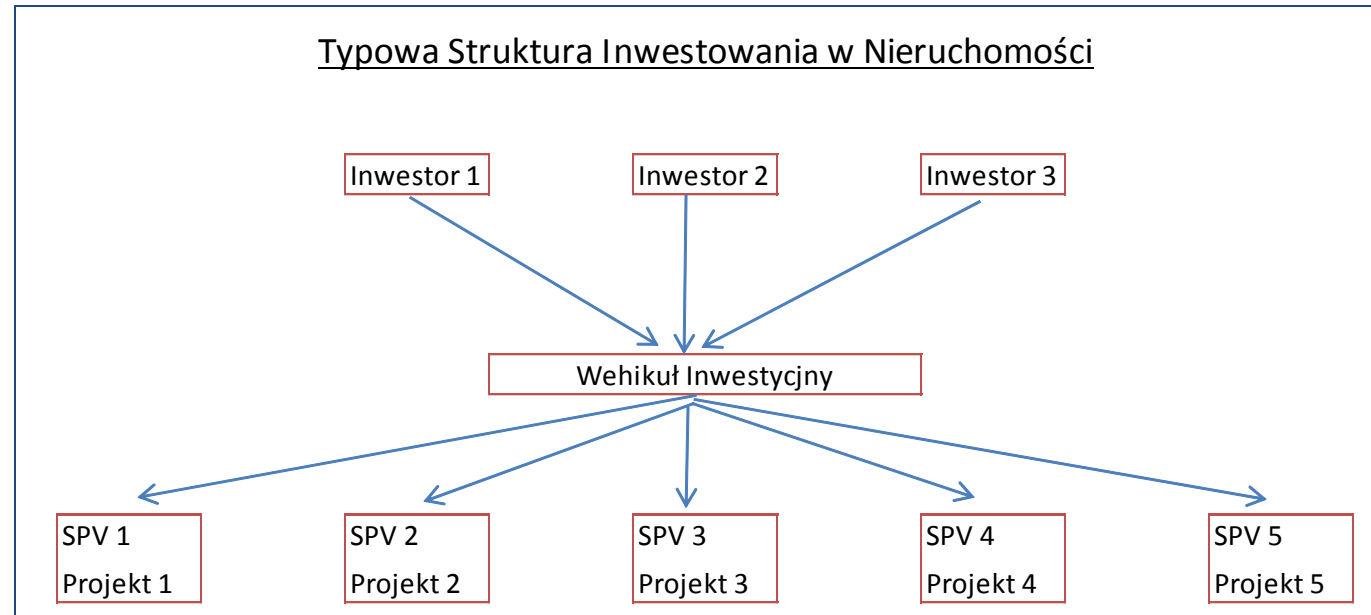 Typowa Struktura Inwestowania w Nieruchomości
Inwestor 1
Inwestor 2
Inwestor 3
Wehikuł Inwestycjny
SPV 1
Projekt 1
SPV 2
Projekt 2
SPV 3
Projekt 3
SPV 4
Projekt 4
SPV 5
Projekt 5